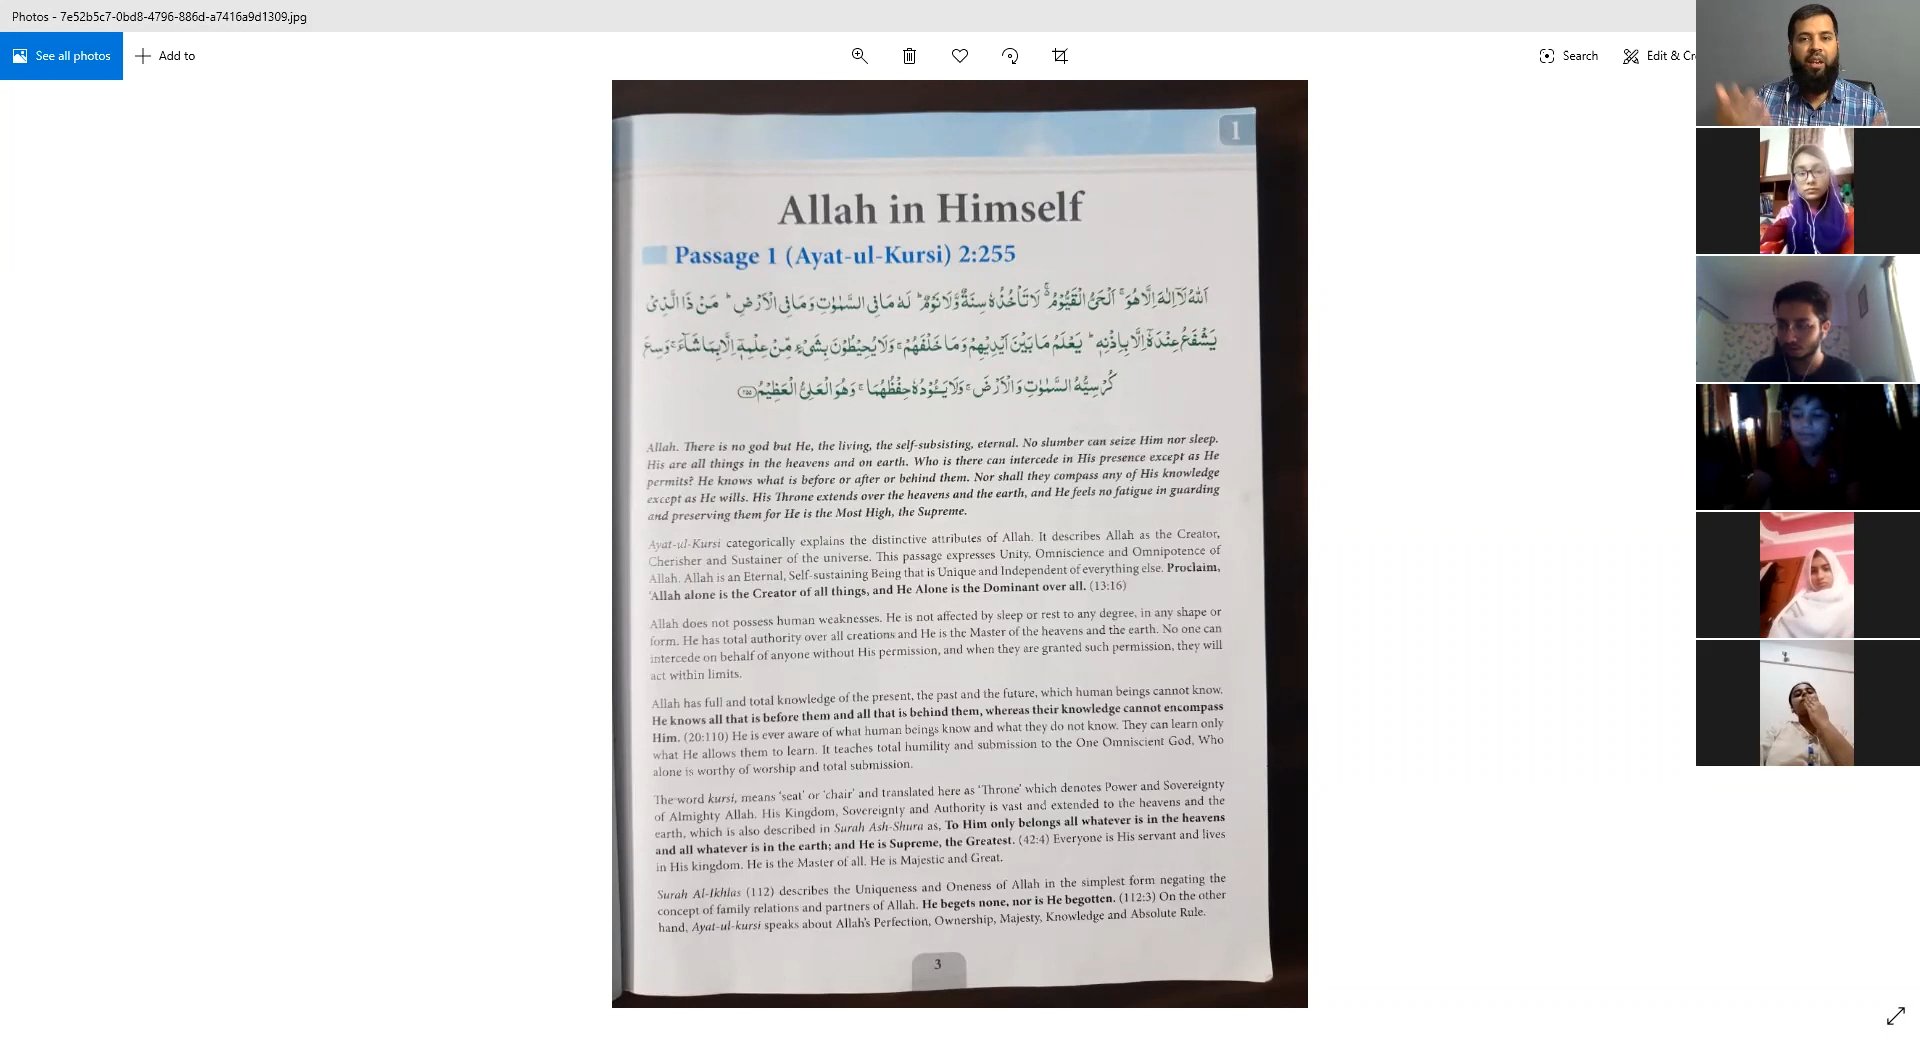 Photos - 7e52b5c7-0bd8-4796-886d-a7416a9d1309.jpg
See all photos
Add to
Search
Edit & Cr
1
Allah in Himself
Passage 1 (Ayat-ul-Kursi) 2:255
اَللّٰهُ لَاۤ اِلٰهَ اِلَّا هُوَ ۚ اَلْحَیُّ الْقَیُّوْمُ ۚ۬ لَا تَاْخُذُهٗ سِنَةٌ وَّلَا نَوْمٌ ؕ لَهٗ مَا فِی السَّمٰوٰتِ وَمَا فِی الْاَرْضِ ؕ مَنْ ذَا الَّذِیْ
یَشْفَعُ عِنْدَهٗۤ اِلَّا بِاِذْنِهٖ ؕ یَعْلَمُ مَا بَیْنَ اَیْدِیْهِمْ وَمَا خَلْفَهُمْ ۚ وَلَا یُحِیْطُوْنَ بِشَیْءٍ مِّنْ عِلْمِهٖۤ اِلَّا بِمَا شَآءَ ۚ وَسِعَ
كُرْسِیُّهُ السَّمٰوٰتِ وَالْاَرْضَ ۚ وَلَا یَـُٔوْدُهٗ حِفْظُهُمَا ۚ وَهُوَ الْعَلِیُّ الْعَظِیْمُ ﴿۲۵۵﴾
Allah. There is no god but He, the living, the self-subsisting, eternal. No slumber can seize Him nor sleep.
His are all things in the heavens and on earth. Who is there can intercede in His presence except as He
permits? He knows what is before or after or behind them. Nor shall they compass any of His knowledge
except as He wills. His Throne extends over the heavens and the earth, and He feels no fatigue in guarding
and preserving them for He is the Most High, the Supreme.
Ayat-ul-Kursi categorically explains the distinctive attributes of Allah. It describes Allah as the Creator,
Cherisher and Sustainer of the universe. This passage expresses Unity, Omniscience and Omnipotence of
Allah. Allah is an Eternal, Self-sustaining Being that is Unique and Independent of everything else. Proclaim,
'Allah alone is the Creator of all things, and He Alone is the Dominant over all. (13:16)
Allah does not possess human weaknesses. He is not affected by sleep or rest to any degree, in any shape or
form. He has total authority over all creations and He is the Master of the heavens and the earth. No one can
intercede on behalf of anyone without His permission, and when they are granted such permission, they will
act within limits.
Allah has full and total knowledge of the present, the past and the future, which human beings cannot know.
He knows all that is before them and all that is behind them, whereas their knowledge cannot encompass
Him. (20:110) He is ever aware of what human beings know and what they do not know. They can learn only
what He allows them to learn. It teaches total humility and submission to the One Omniscient God, Who
alone is worthy of worship and total submission.
The word kursi, means 'seat' or 'chair' and translated here as 'Throne' which denotes Power and Sovereignty
of Almighty Allah. His Kingdom, Sovereignty and Authority is vast and extended to the heavens and the
earth, which is also described in Surah Ash-Shura as, To Him only belongs all whatever is in the heavens
and all whatever is in the earth; and He is Supreme, the Greatest. (42:4) Everyone is His servant and lives
in His kingdom. He is the Master of all. He is Majestic and Great.
Surah Al-Ikhlas (112) describes the Uniqueness and Oneness of Allah in the simplest form negating the
concept of family relations and partners of Allah. He begets none, nor is He begotten. (112:3) On the other
hand, Ayat-ul-kursi speaks about Allah's Perfection, Ownership, Majesty, Knowledge and Absolute Rule.
3